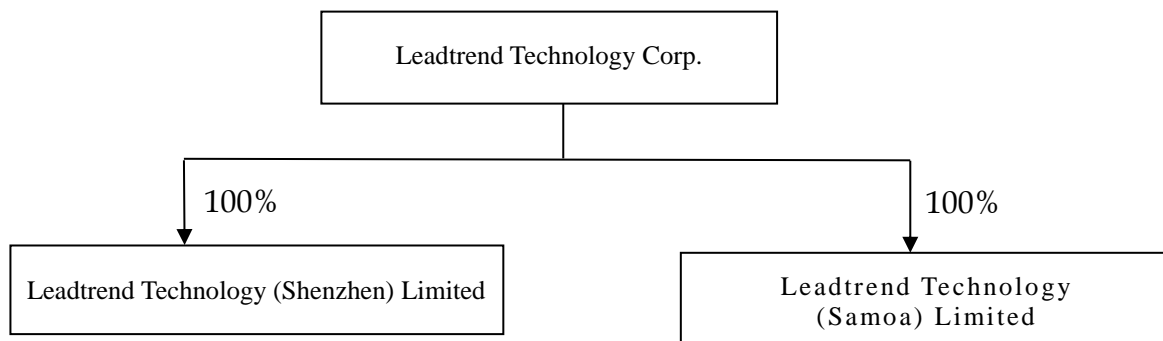 Leadtrend Technology Corp.
100%
100%
Leadtrend Technology (Shenzhen) Limited
Leadtrend Technology
(Samoa) Limited